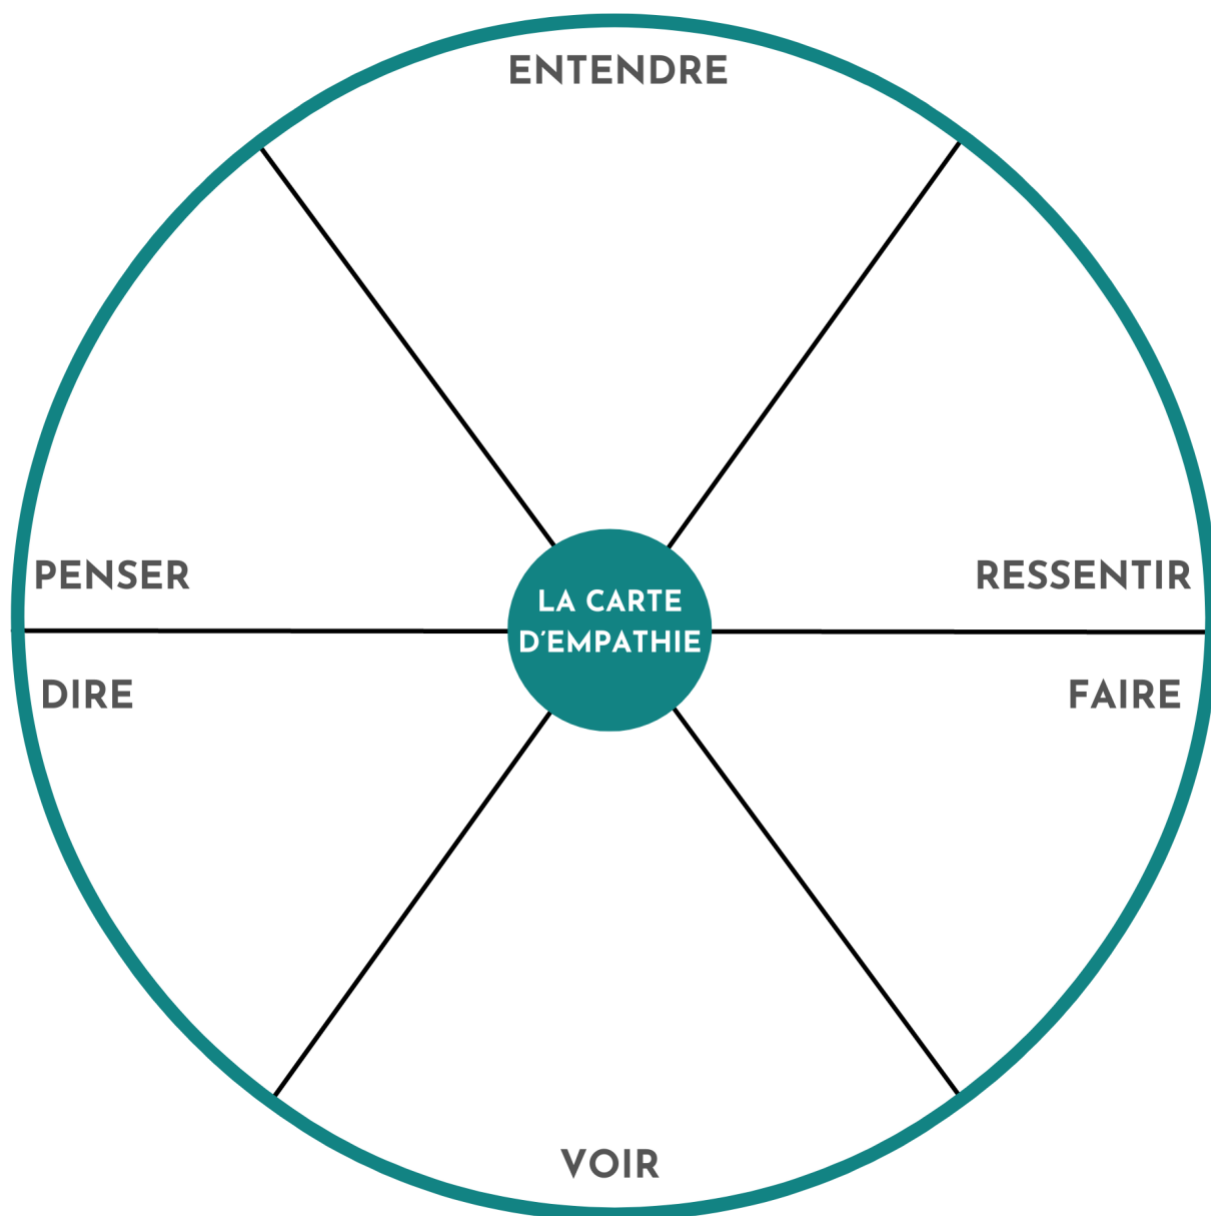 ENTENDRE
PENSER
RESSENTIR
LA CARTE
D'EMPATHIE
DIRE
FAIRE
VOIR